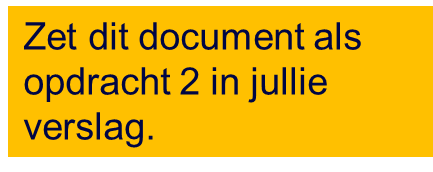 Zet dit document als
opdracht 2 in jullie
verslag.